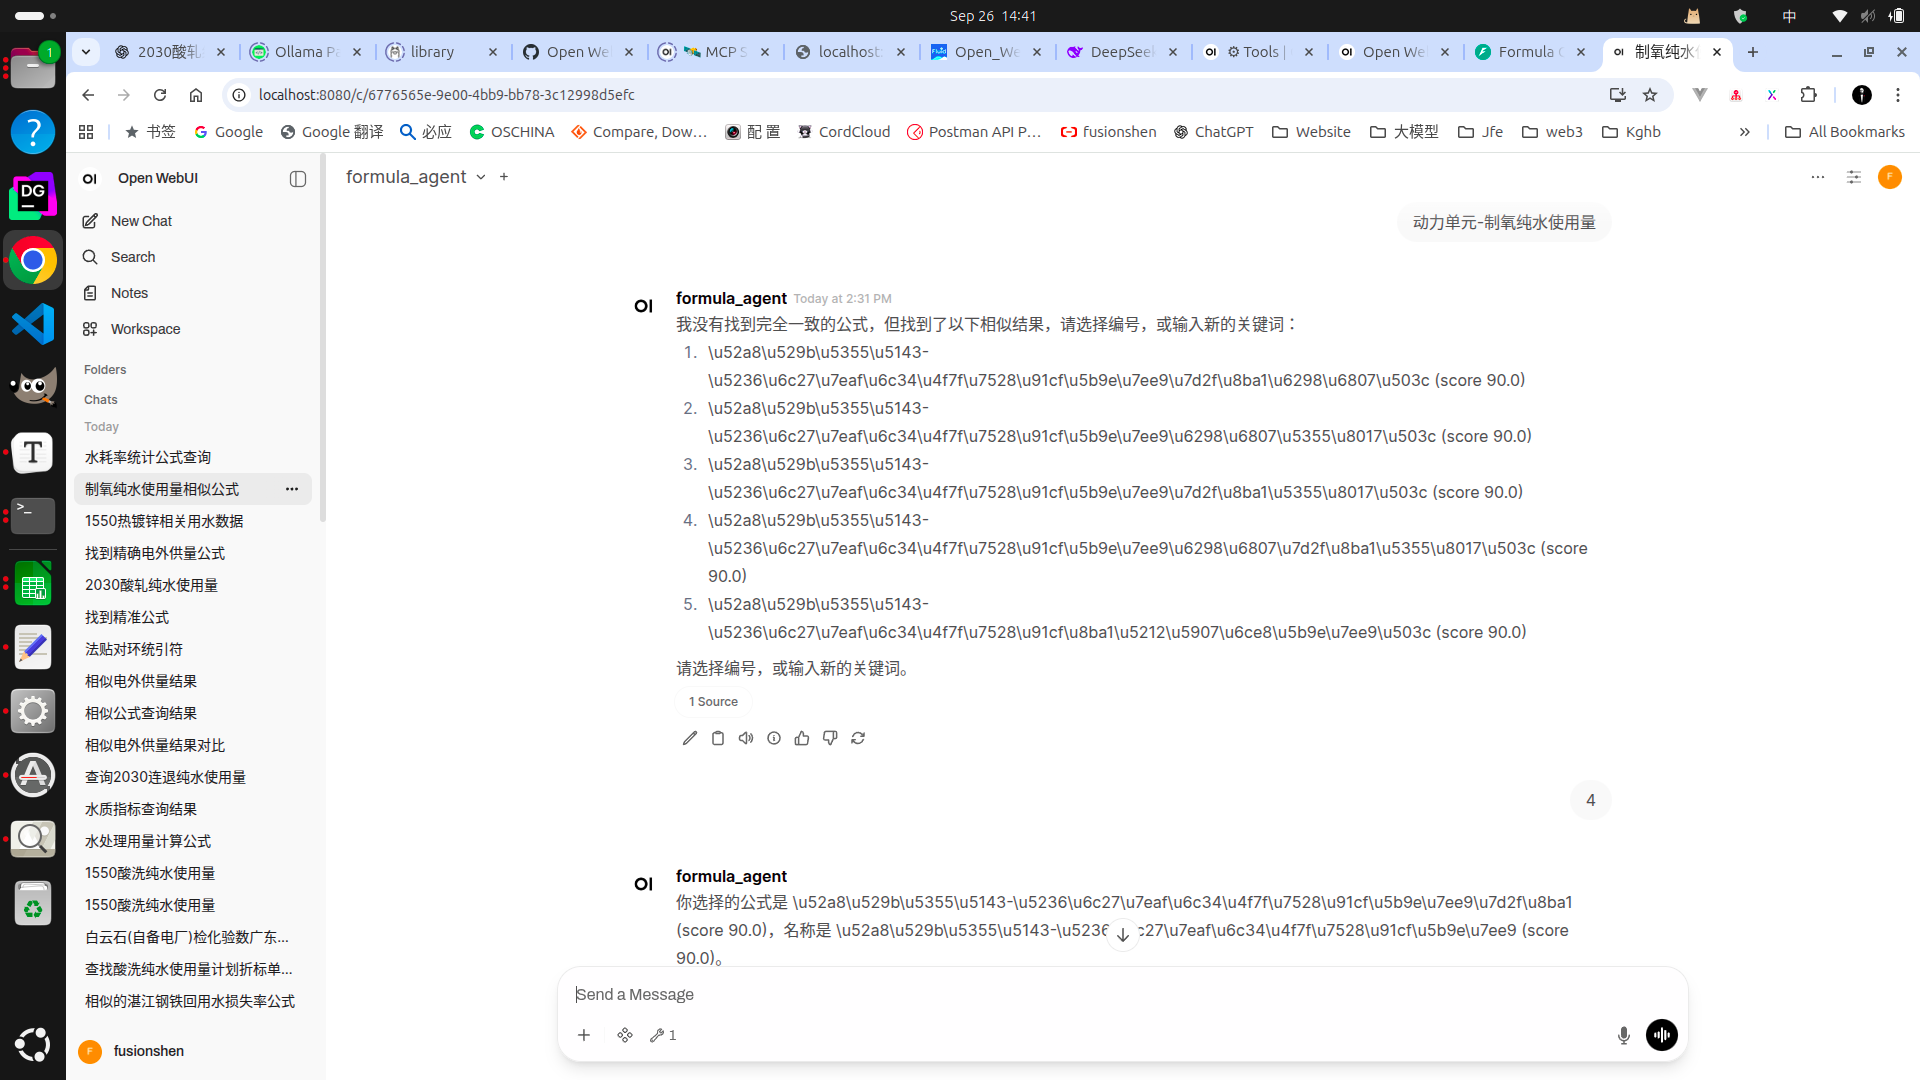 Sep 26 14:41
中
1
2030酸轧
Ollama Pa
library
Open We
MCP S
localhost:
Open_We
DeepSeek
Tools |
Open We
Formula
制氧纯水
localhost:8080/c/6776565e-9e00-4bb9-bb78-3c12998d5efc
书签
Google
Google 翻译
必应
OSCHINA
Compare, Dow…
配 置
CordCloud
Postman API P…
fusionshen
ChatGPT
Website
大模型
Jfe
web3
Kghb
All Bookmarks
OI Open WebUI
New Chat
Search
Notes
Workspace
Folders
Chats
Today
水耗率统计公式查询
制氧纯水使用量相似公式
1550热镀锌相关用水数据
找到精确电外供量公式
2030酸轧纯水使用量
找到精准公式
法贴对环统引符
相似电外供量结果
相似公式查询结果
相似电外供量结果对比
查询2030连退纯水使用量
水质指标查询结果
水处理用量计算公式
1550酸洗纯水使用量
1550酸洗纯水使用量
白云石(自备电厂)检化验数广东...
查找酸洗纯水使用量计划折标单...
相似的湛江钢铁回用水损失率公式
F fusionshen
formula_agent
F
动力单元-制氧纯水使用量
OI formula_agent Today at 2:31 PM
我没有找到完全一致的公式，但找到了以下相似结果，请选择编号，或输入新的关键词：
1. \u52a8\u529b\u5355\u5143-
\u5236\u6c27\u7eaf\u6c34\u4f7f\u7528\u91cf\u5b9e\u7ee9\u7d2f\u8ba1\u6298\u6807\u503c (score 90.0)
2. \u52a8\u529b\u5355\u5143-
\u5236\u6c27\u7eaf\u6c34\u4f7f\u7528\u91cf\u5b9e\u7ee9\u6298\u6807\u5355\u8017\u503c (score 90.0)
3. \u52a8\u529b\u5355\u5143-
\u5236\u6c27\u7eaf\u6c34\u4f7f\u7528\u91cf\u5b9e\u7ee9\u7d2f\u8ba1\u5355\u8017\u503c (score 90.0)
4. \u52a8\u529b\u5355\u5143-
\u5236\u6c27\u7eaf\u6c34\u4f7f\u7528\u91cf\u5b9e\u7ee9\u6298\u6807\u7d2f\u8ba1\u5355\u8017\u503c (score
90.0)
5. \u52a8\u529b\u5355\u5143-
\u5236\u6c27\u7eaf\u6c34\u4f7f\u7528\u91cf\u8ba1\u5212\u5907\u6ce8\u5b9e\u7ee9\u503c (score 90.0)
请选择编号，或输入新的关键词。
1 Source
4
OI formula_agent
你选择的公式是 \u52a8\u529b\u5355\u5143-\u5236\u6c27\u7eaf\u6c34\u4f7f\u7528\u91cf\u5b9e\u7ee9\u7d2f\u8ba1
(score 90.0)，名称是 \u52a8\u529b\u5355\u5143-\u5236 c27\u7eaf\u6c34\u4f7f\u7528\u91cf\u5b9e\u7ee9 (score
90.0)。
Send a Message
1